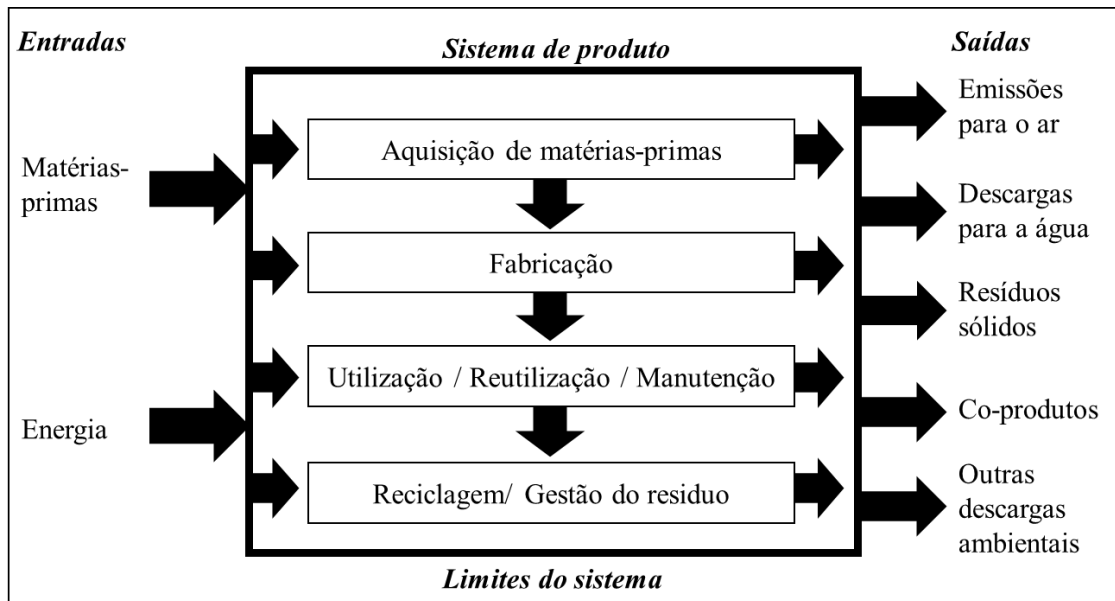 Entradas
Sistema de produto
Saídas
Matérias-
primas
Energia
Aquisição de matérias-primas
Fabricação
Utilização / Reutilização / Manutenção
Reciclagem/ Gestão do residuo
Emissões
para o ar
Descargas
para a água
Resíduos
sólidos
Co-produtos
Outras
descargas
ambientais
Limites do sistema